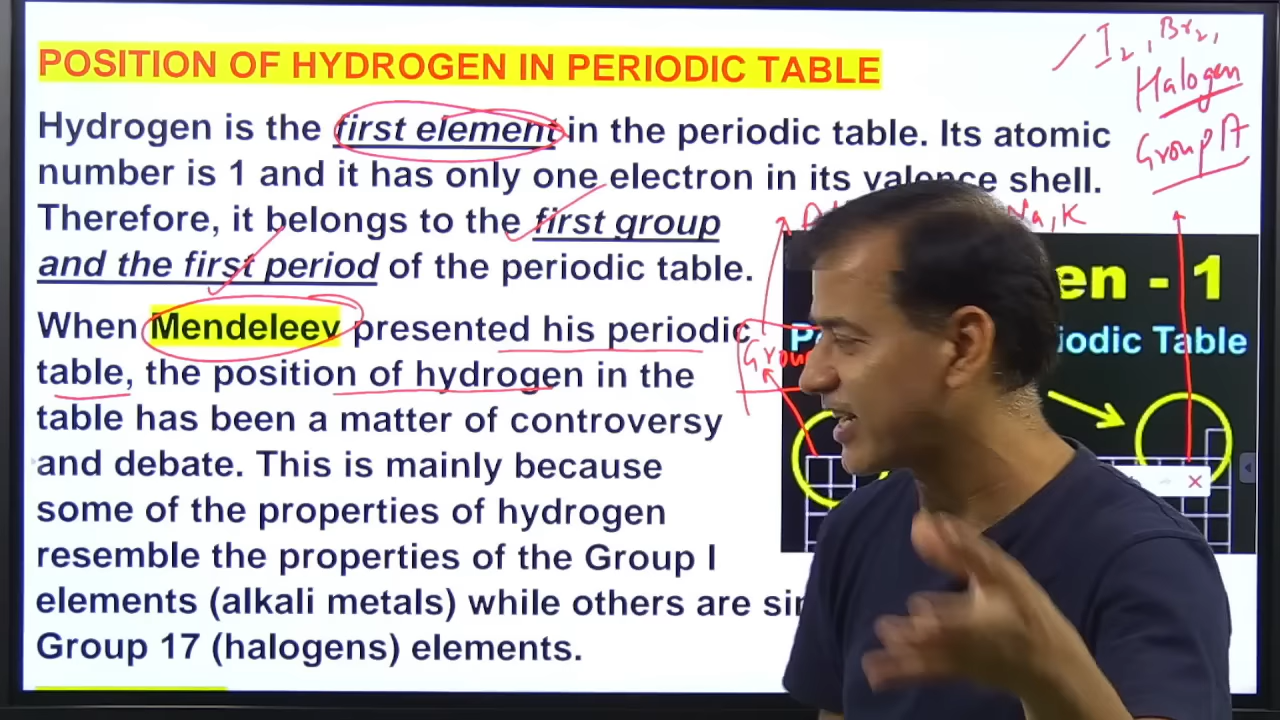 POSITION OF HYDROGEN IN PERIODIC TABLE
Hydrogen is the first element in the periodic table. Its atomic
number is 1 and it has only one electron in its valence shell.
Therefore, it belongs to the first group
and the first period of the periodic table.
When Mendeleev presented his periodic
table, the position of hydrogen in the
table has been a matter of controversy
and debate. This is mainly because
some of the properties of hydrogen
resemble the properties of the Group I
elements (alkali metals) while others are
Group 17 (halogens) elements.
I2, Br2,
Halogen
Group
Na, K
en - 1
iodic Table